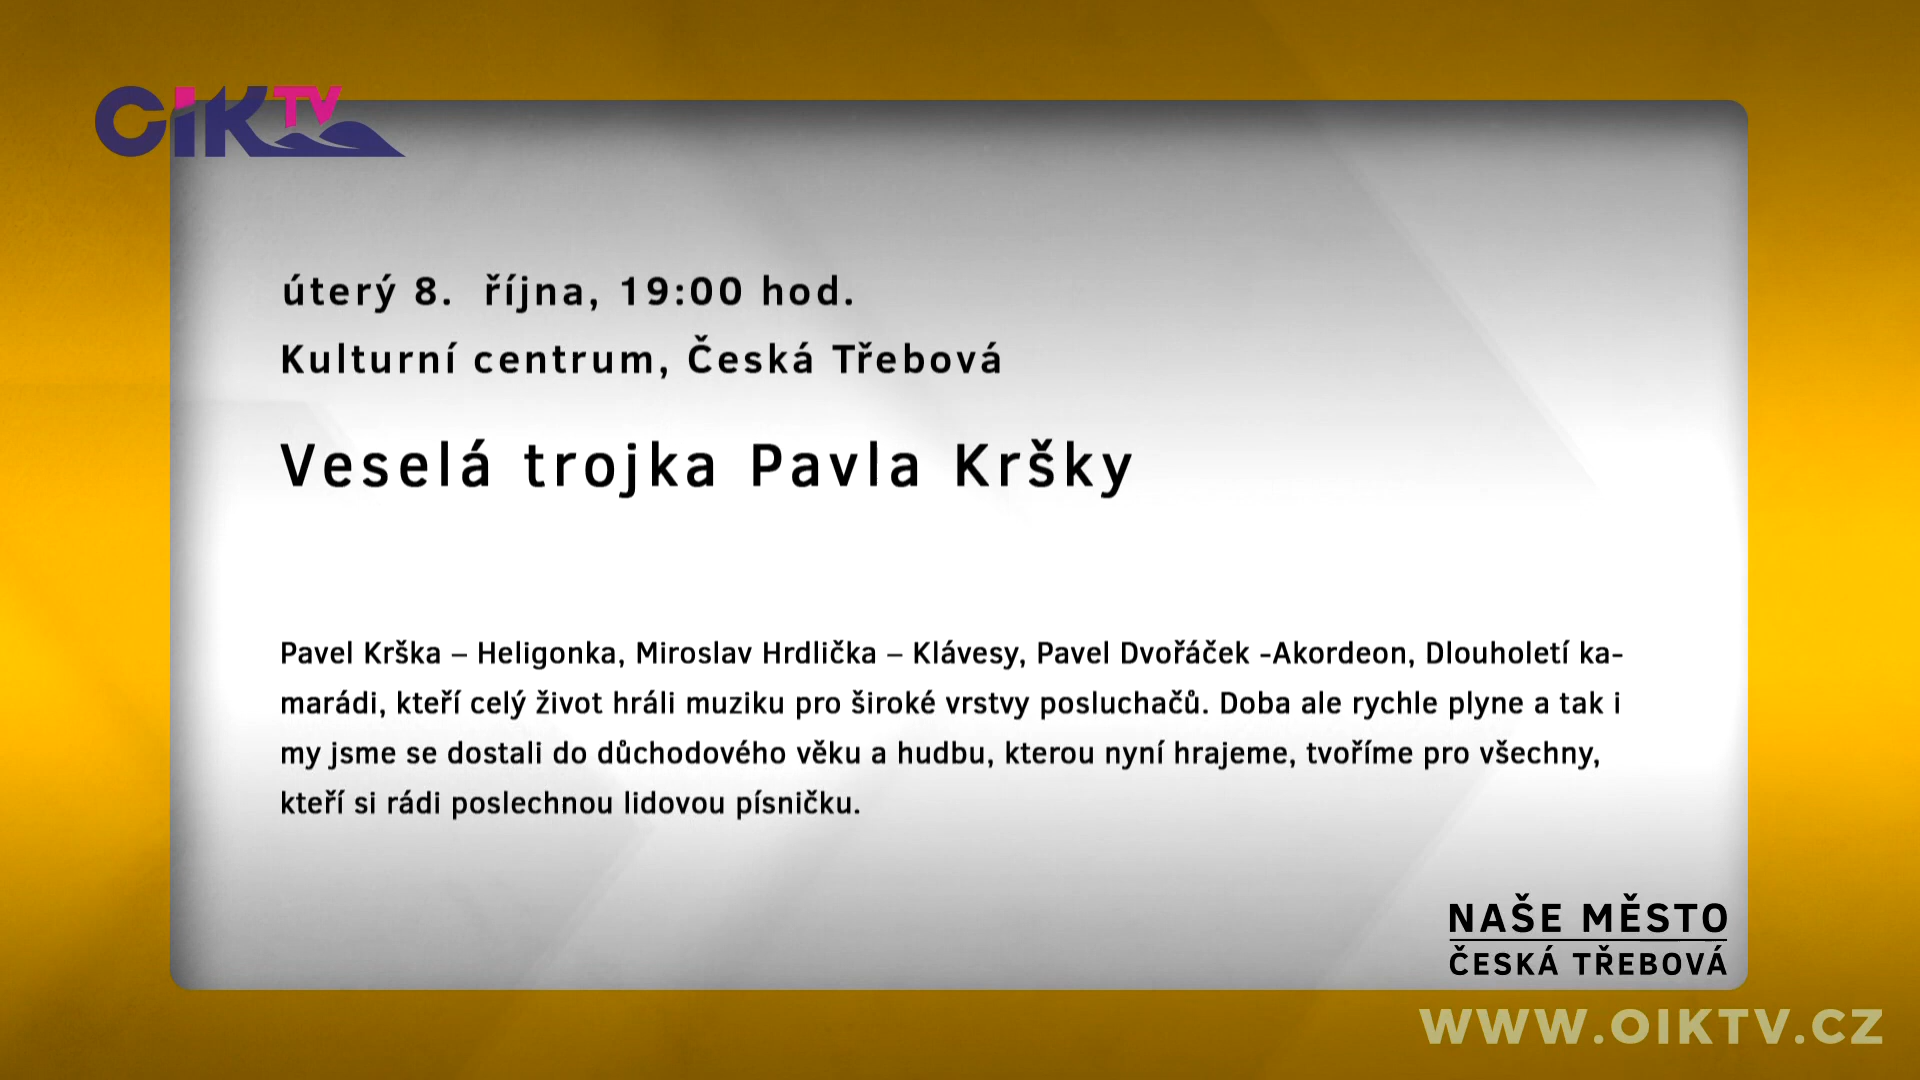 OIK TV
úterý 8.  října, 19:00 hod.
Kulturní centrum, Česká Třebová
Veselá trojka Pavla Kršky
Pavel Krška – Heligonka, Miroslav Hrdlička – Klávesy, Pavel Dvořáček -Akordeon, Dlouholetí ka-
marádi, kteří celý život hráli muziku pro široké vrstvy posluchačů. Doba ale rychle plyne a tak i
my jsme se dostali do důchodového věku a hudbu, kterou nyní hrajeme, tvoříme pro všechny,
kteří si rádi poslechnou lidovou písničku.
NAŠE MĚSTO
ČESKÁ TŘEBOVÁ
WWW.OIKTV.CZ